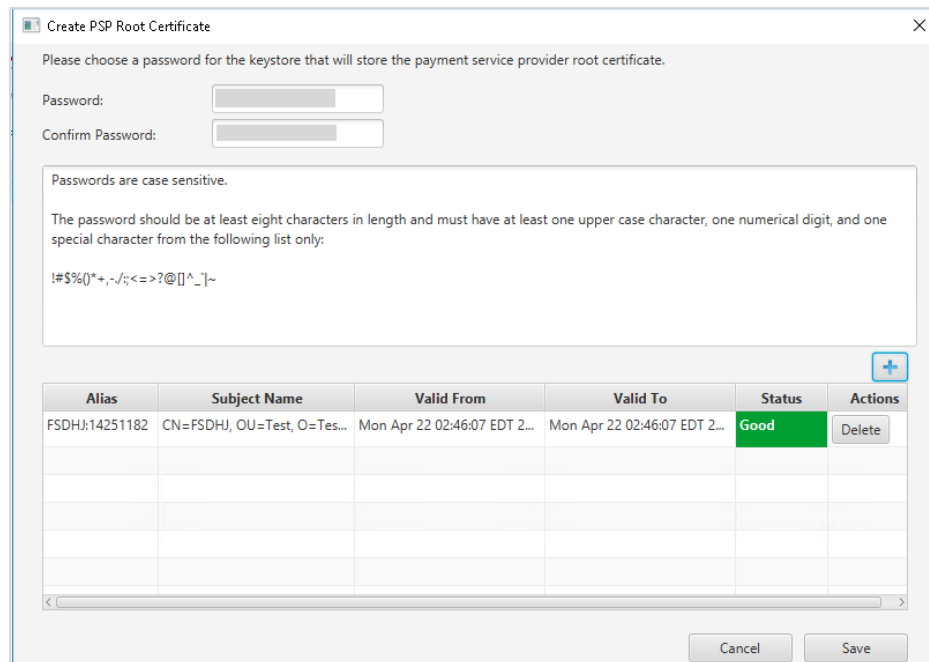 Create PSP Root Certificate
Please choose a password for the keystore that will store the payment service provider root certificate.
Password:
Confirm Password:
Passwords are case sensitive.
The password should be at least eight characters in length and must have at least one upper case character, one numerical digit, and one
special character from the following list only:
!#$%()*+,-./:;<=>?@[]^_`|~
Alias Subject Name Valid From Valid To Status Actions
FSDHJ:14251182 CN=FSDHJ, OU=Test, O=Tes... Mon Apr 22 02:46:07 EDT 2... Mon Apr 22 02:46:07 EDT 2... Good Delete
Cancel Save